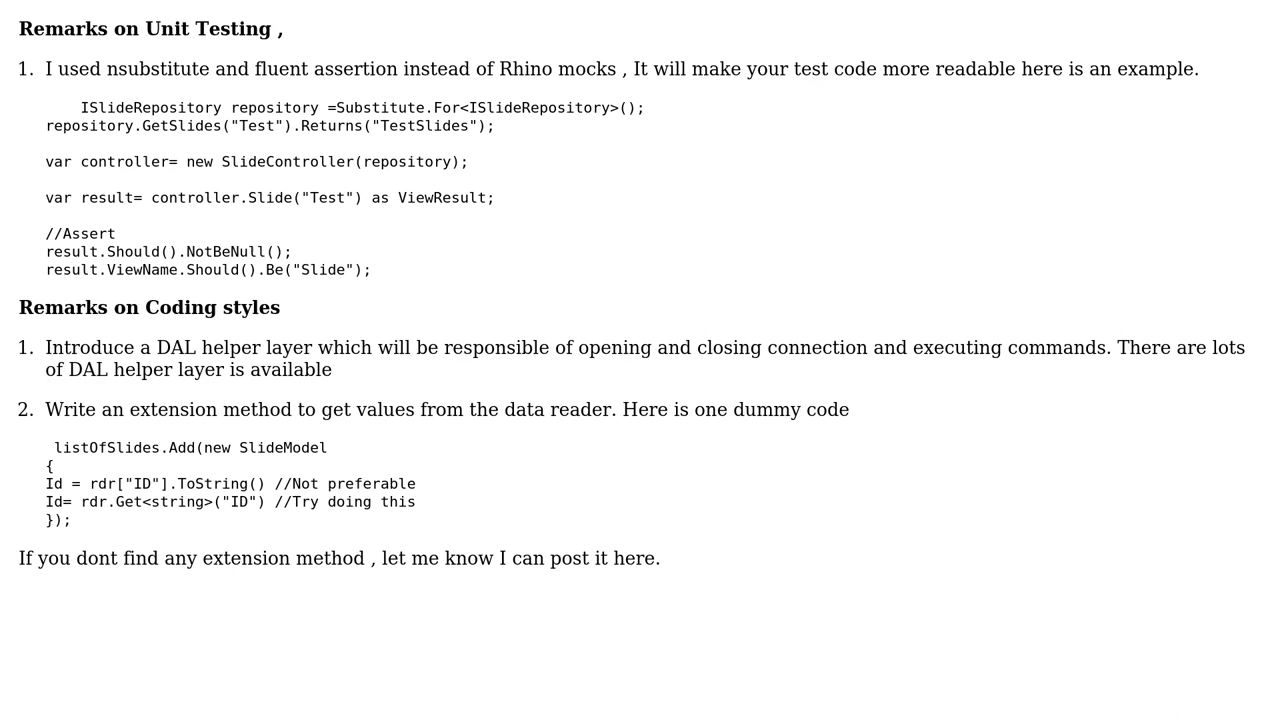 Remarks on Unit Testing ,
1. I used nsubstitute and fluent assertion instead of Rhino mocks , It will make your test code more readable here is an example.
    ISlideRepository repository =Substitute.For<ISlideRepository>();
repository.GetSlides("Test").Returns("TestSlides");
var controller= new SlideController(repository);
var result= controller.Slide("Test") as ViewResult;
//Assert
result.Should().NotBeNull();
result.ViewName.Should().Be("Slide");
Remarks on Coding styles
1. Introduce a DAL helper layer which will be responsible of opening and closing connection and executing commands. There are lots
of DAL helper layer is available
2. Write an extension method to get values from the data reader. Here is one dummy code
 listOfSlides.Add(new SlideModel
{
Id = rdr["ID"].ToString() //Not preferable
Id= rdr.Get<string>("ID") //Try doing this
});
If you dont find any extension method , let me know I can post it here.